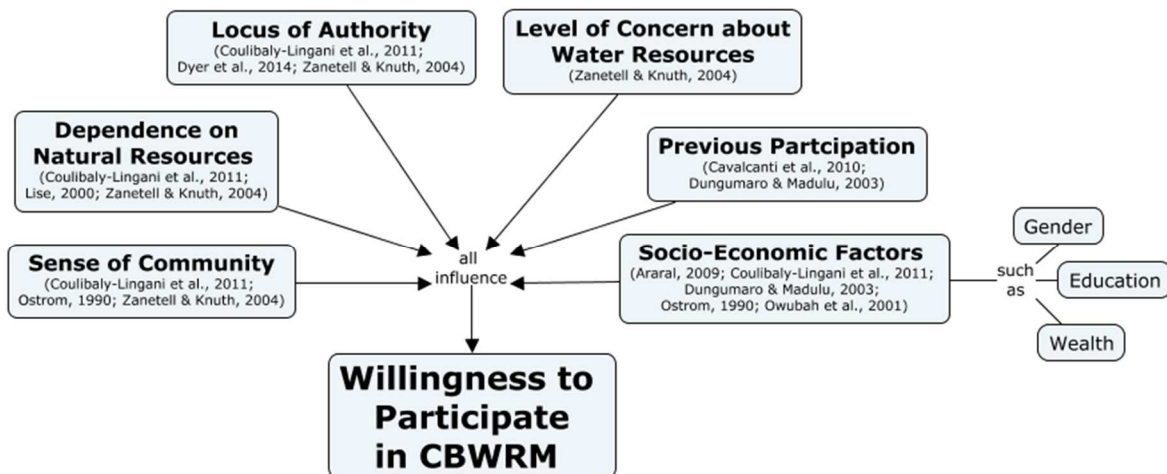 Locus of Authority
(Coulibaly-Lingani et al., 2011;
Dyer et al., 2014; Zanetell & Knuth, 2004)
Level of Concern about
Water Resources
(Zanetell & Knuth, 2004)
Dependence on
Natural Resources
(Coulibaly-Lingani et al., 2011;
Lise, 2000; Zanetell & Knuth, 2004)
Previous Partcipation
(Cavalcanti et al., 2010;
Dungumaro & Madulu, 2003)
Sense of Community
(Coulibaly-Lingani et al., 2011;
Ostrom, 1990; Zanetell & Knuth, 2004)
all
influence
Socio-Economic Factors
(Araral, 2009; Coulibaly-Lingani et al., 2011;
Dungumaro & Madulu, 2003;
Ostrom, 1990; Owubah et al., 2001)
such
as
Gender
Education
Wealth
Willingness to
Participate
in CBWRM